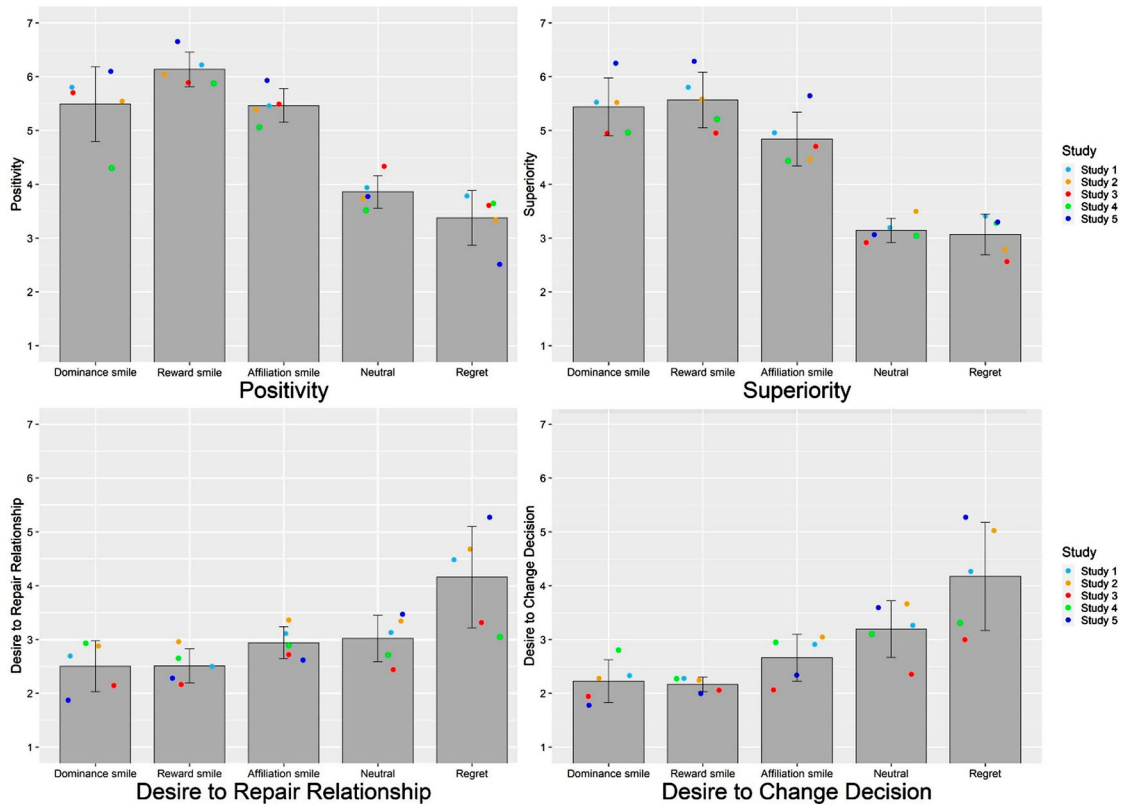 7
6
5
4
3
2
1
Positivity
Dominance smile
Reward smile
Affiliation smile
Neutral
Regret
Positivity
7
6
5
4
3
2
1
Superiority
Dominance smile
Reward smile
Affiliation smile
Neutral
Regret
Superiority
Study
Study 1
Study 2
Study 3
Study 4
Study 5
7
6
5
4
3
2
1
Desire to Repair Relationship
Dominance smile
Reward smile
Affiliation smile
Neutral
Regret
Desire to Repair Relationship
7
6
5
4
3
2
1
Desire to Change Decision
Dominance smile
Reward smile
Affiliation smile
Neutral
Regret
Desire to Change Decision
Study
Study 1
Study 2
Study 3
Study 4
Study 5